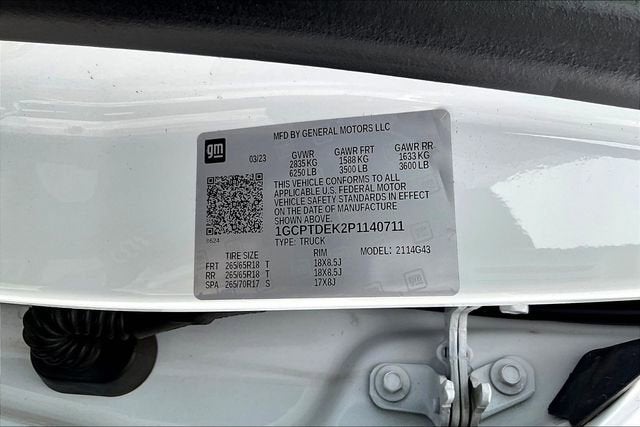 gm
MFD BY GENERAL MOTORS LLC
03/23 GVWR GAWR FRT GAWR RR
2835 KG 1588 KG 1633 KG
6250 LB 3500 LB 3600 LB
THIS VEHICLE CONFORMS TO ALL
APPLICABLE U.S. FEDERAL MOTOR
VEHICLE SAFETY STANDARDS IN EFFECT
ON THE DATE OF MANUFACTURE
SHOWN ABOVE.
1GCPTDEK2P1140711
TYPE: TRUCK
MODEL: 2114G43
TIRE SIZE RIM
FRT 265/65R18 T 18X8.5J
RR 265/65R18 T 18X8.5J
SPA 265/70R17 S 17X8J